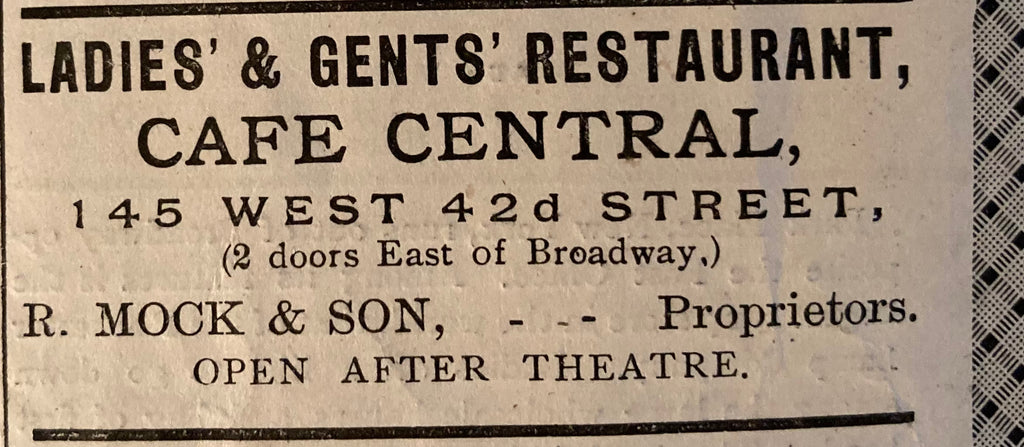 LADIES' & GENTS' RESTAURANT,
CAFE CENTRAL,
145 WEST 42d STREET,
(2 doors East of Broadway,)
R. MOCK & SON, - - - Proprietors.
OPEN AFTER THEATRE.